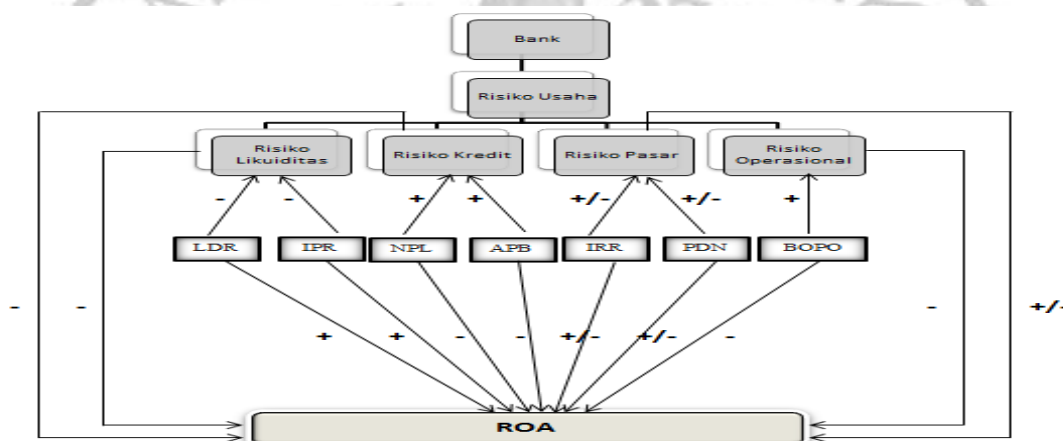 Bank
Risiko Usaha
Risiko
Likuiditas
Risiko Kredit
Risiko Pasar
Risiko
Operasional
- - + + +/- +/- +
LDR IPR NPL APB IRR PDN BOPO
- - - +/-
+ + - - +/- +/- -
ROA